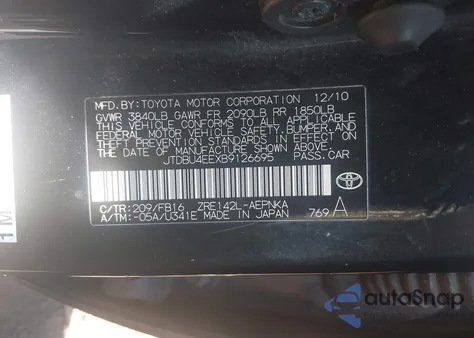 MFD. BY: TOYOTA MOTOR CORPORATION 12/10
GVWR 3840LB GAWR FR 2090LB RR 1850LB
THIS VEHICLE CONFORMS TO ALL APPLICABLE
FEDERAL MOTOR VEHICLE SAFETY, BUMPER, AND
THEFT PREVENTION STANDARDS IN EFFECT ON
THE DATE OF MANUFACTURE SHOWN ABOVE.
JTDBU4EEXB9126695 PASS.CAR
C/TR:209/FB16 ZRE142L-AEPNKA
A/TM:-05A/U341E MADE IN JAPAN 769 A
autoSnap